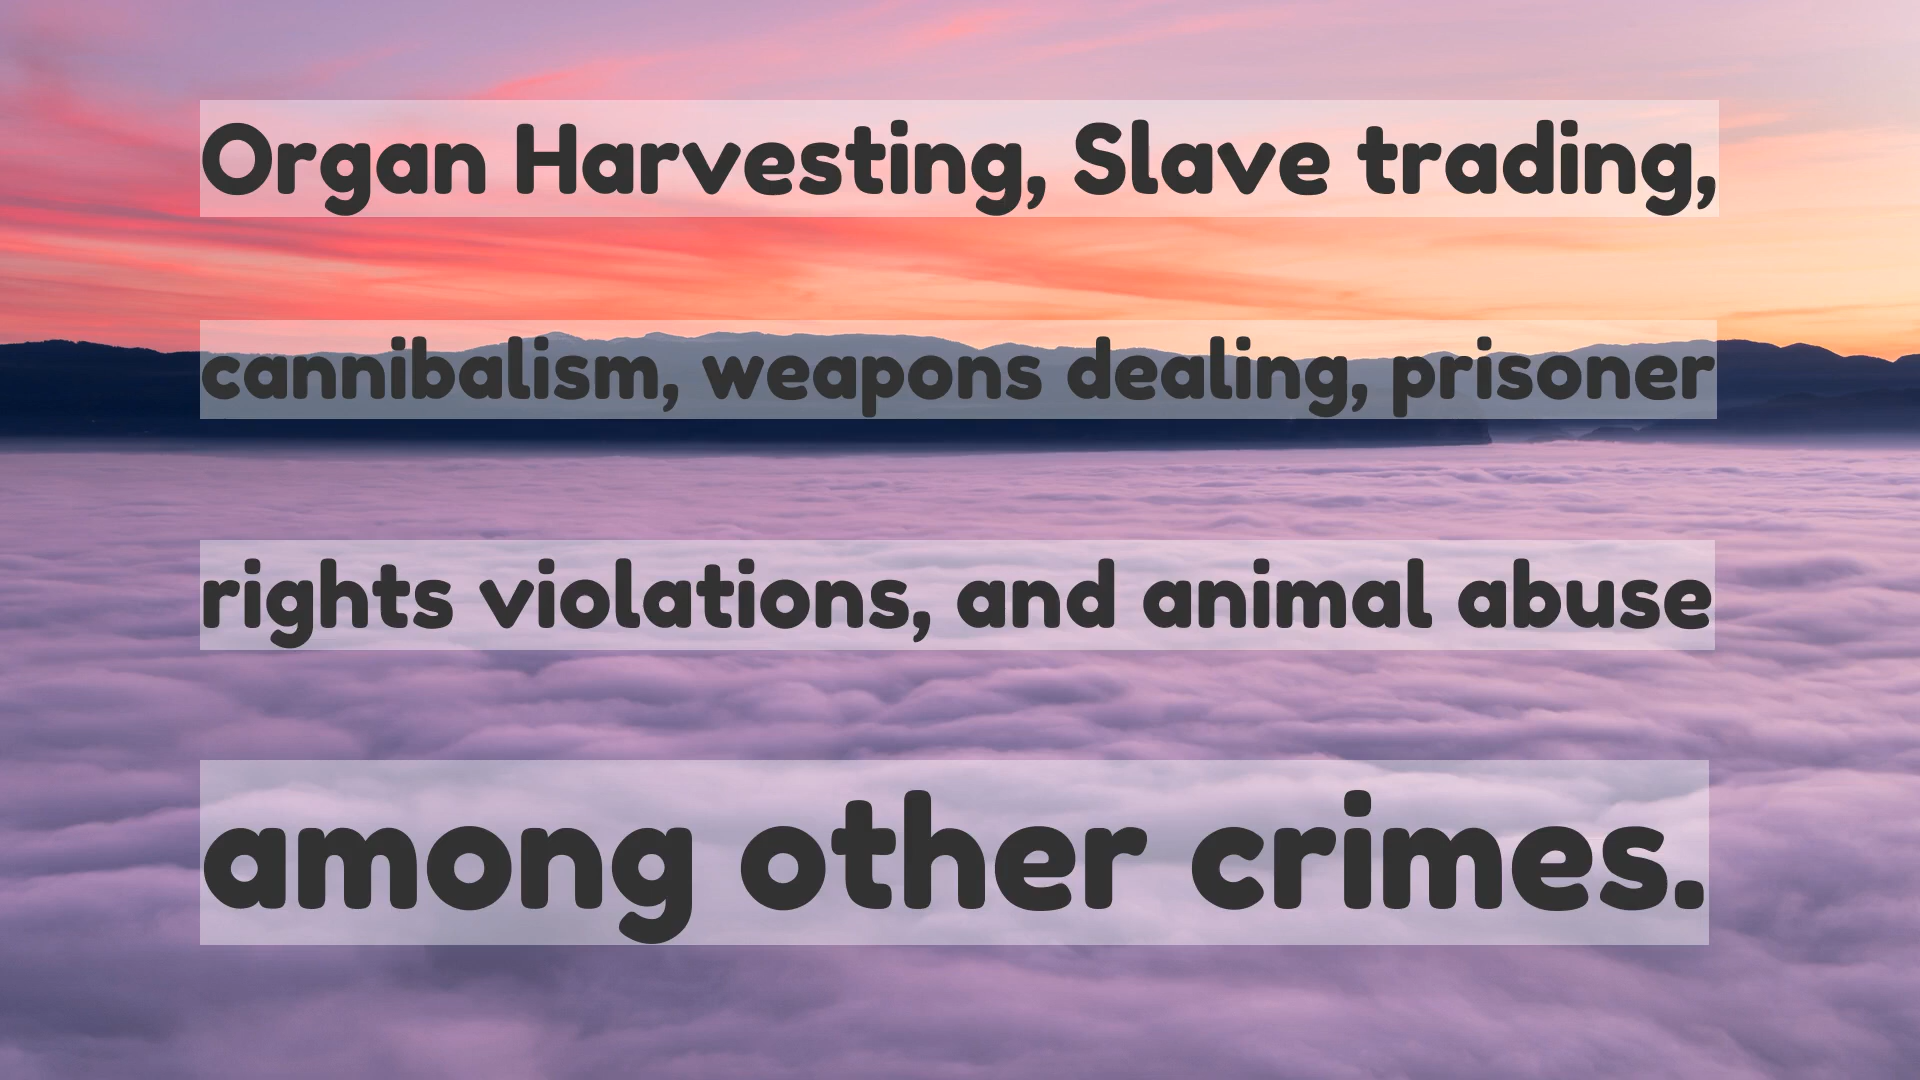 Organ Harvesting, Slave trading,
cannibalism, weapons dealing, prisoner
rights violations, and animal abuse
among other crimes.